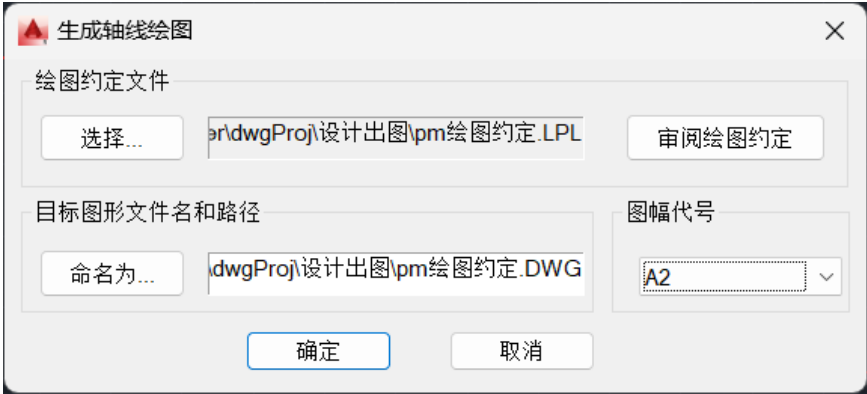 生成轴线绘图
绘图约定文件
选择...
er\dwgProj\设计出图\pm绘图约定.LPL
审阅绘图约定
目标图形文件名和路径
命名为...
\dwgProj\设计出图\pm绘图约定.DWG
图幅代号
A2
确定
取消